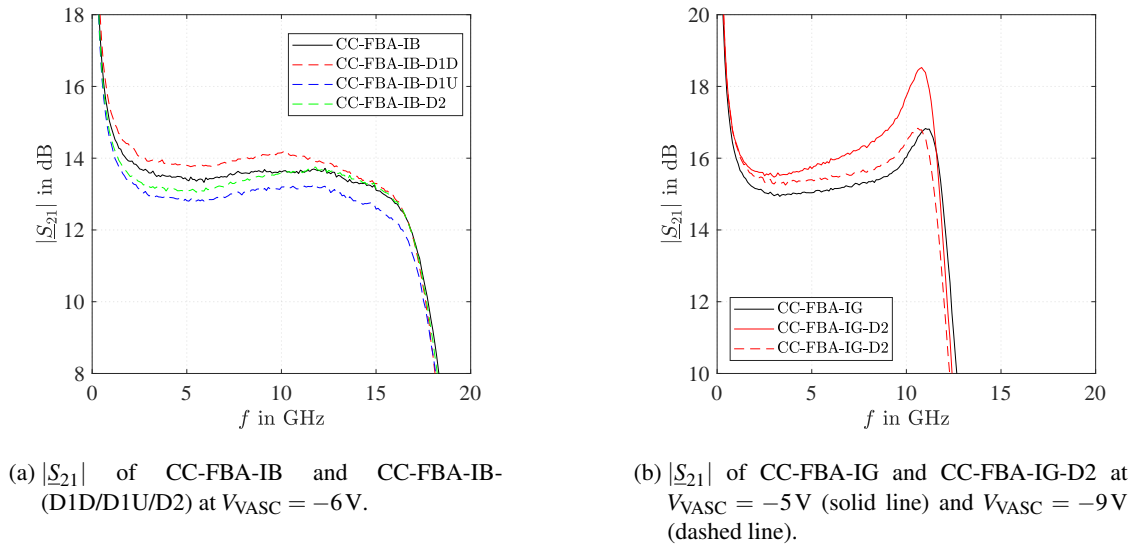 18
16
14
12
10
8
0 5 10 15 20
|S21| in dB
f in GHz
CC-FBA-IB
CC-FBA-IB-D1D
CC-FBA-IB-D1U
CC-FBA-IB-D2
(a) |S21| of CC-FBA-IB and CC-FBA-IB-
(D1D/D1U/D2) at VVASC = −6 V.
20
18
16
14
12
10
0 5 10 15 20
|S21| in dB
f in GHz
CC-FBA-IG
CC-FBA-IG-D2
CC-FBA-IG-D2
(b) |S21| of CC-FBA-IG and CC-FBA-IG-D2 at
VVASC = −5 V (solid line) and VVASC = −9 V
(dashed line).